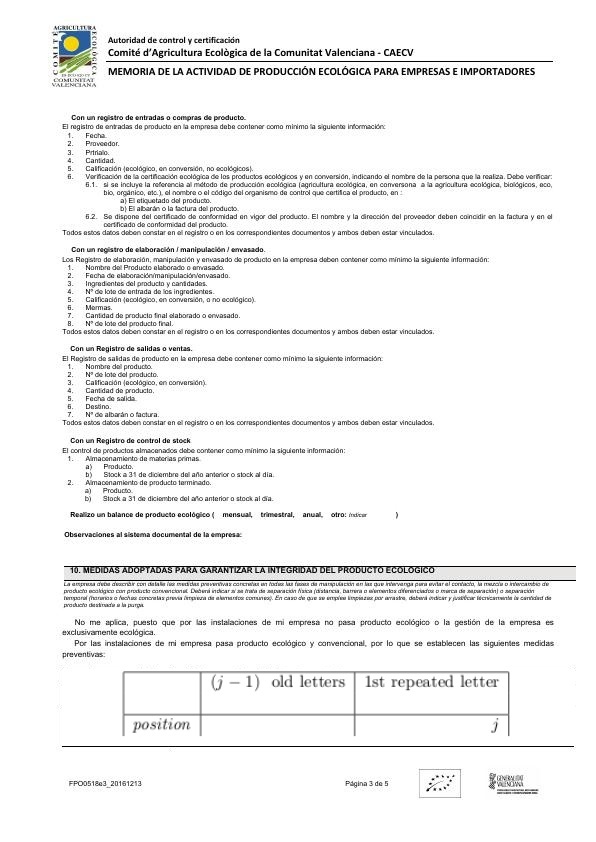 AGRICULTURA
COMITÉ
ECOLÓGICA
COMUNITAT
VALENCIANA
Autoridad de control y certificación
Comité d'Agricultura Ecològica de la Comunitat Valenciana - CAECV
MEMORIA DE LA ACTIVIDAD DE PRODUCCIÓN ECOLÓGICA PARA EMPRESAS E IMPORTADORES
Con un registro de entradas o compras de producto.
El registro de entradas de producto en la empresa debe contener como mínimo la siguiente información:
1. Fecha.
2. Proveedor.
3. Prtrialo.
4. Cantidad.
5. Calificación (ecológico, en conversión, no ecológicos).
6. Verificación de la certificación ecológica de los productos ecológicos y en conversión, indicando el nombre de la persona que la realiza. Debe verificar:
6.1. si se incluye la referencia al método de producción ecológica (agricultura ecológica, en conversona a la agricultura ecológica, biológicos, eco,
bio, orgánico, etc.), el nombre o el código del organismo de control que certifica el producto, en :
a) El etiquetado del producto.
b) El albarán o la factura del producto.
6.2. Se dispone del certificado de conformidad en vigor del producto. El nombre y la dirección del proveedor deben coincidir en la factura y en el
certificado de conformidad del producto.
Todos estos datos deben constar en el registro o en los correspondientes documentos y ambos deben estar vinculados.
Con un registro de elaboración / manipulación / envasado.
Los Registro de elaboración, manipulación y envasado de producto en la empresa deben contener como mínimo la siguiente información:
1. Nombre del Producto elaborado o envasado.
2. Fecha de elaboración/manipulación/envasado.
3. Ingredientes del producto y cantidades.
4. Nº de lote de entrada de los ingredientes.
5. Calificación (ecológico, en conversión, o no ecológico).
6. Mermas.
7. Cantidad de producto final elaborado o envasado.
8. Nº de lote del producto final.
Todos estos datos deben constar en el registro o en los correspondientes documentos y ambos deben estar vinculados.
Con un Registro de salidas o ventas.
El Registro de salidas de producto en la empresa debe contener como mínimo la siguiente información:
1. Nombre del producto.
2. Nº de lote del producto.
3. Calificación (ecológico, en conversión).
4. Cantidad de producto.
5. Fecha de salida.
6. Destino.
7. Nº de albarán o factura.
Todos estos datos deben constar en el registro o en los correspondientes documentos y ambos deben estar vinculados.
Con un Registro de control de stock
El control de productos almacenados debe contener como mínimo la siguiente información:
1. Almacenamiento de materias primas.
a) Producto.
b) Stock a 31 de diciembre del año anterior o stock al día.
2. Almacenamiento de producto terminado.
a) Producto.
b) Stock a 31 de diciembre del año anterior o stock al día.
Realizo un balance de producto ecológico ( mensual, trimestral, anual, otro: Indicar )
Observaciones al sistema documental de la empresa:
10. MEDIDAS ADOPTADAS PARA GARANTIZAR LA INTEGRIDAD DEL PRODUCTO ECOLÓGICO
La empresa debe describir con detalle las medidas preventivas concretas en todas las fases de manipulación en las que intervenga para evitar el contacto, la mezcla o intercambio de
producto ecológico con producto convencional. Deberá indicar si se trata de separación física (distancia, barrera o elementos diferenciados o marca de separación) o separación
temporal (horarios o fechas concretas previa limpieza de elementos comunes). En caso de que se emplee limpiezas por arrastre, deberá indicar y justificar técnicamente la cantidad de
producto destinada a la purga.
No me aplica, puesto que por las instalaciones de mi empresa no pasa producto ecológico o la gestión de la empresa es
exclusivamente ecológica.
Por las instalaciones de mi empresa pasa producto ecológico y convencional, por lo que se establecen las siguientes medidas
preventivas:
(j − 1) old letters 1st repeated letter
position j
FPO0518e3_20161213 Página 3 de 5
GENERALITAT
VALENCIANA